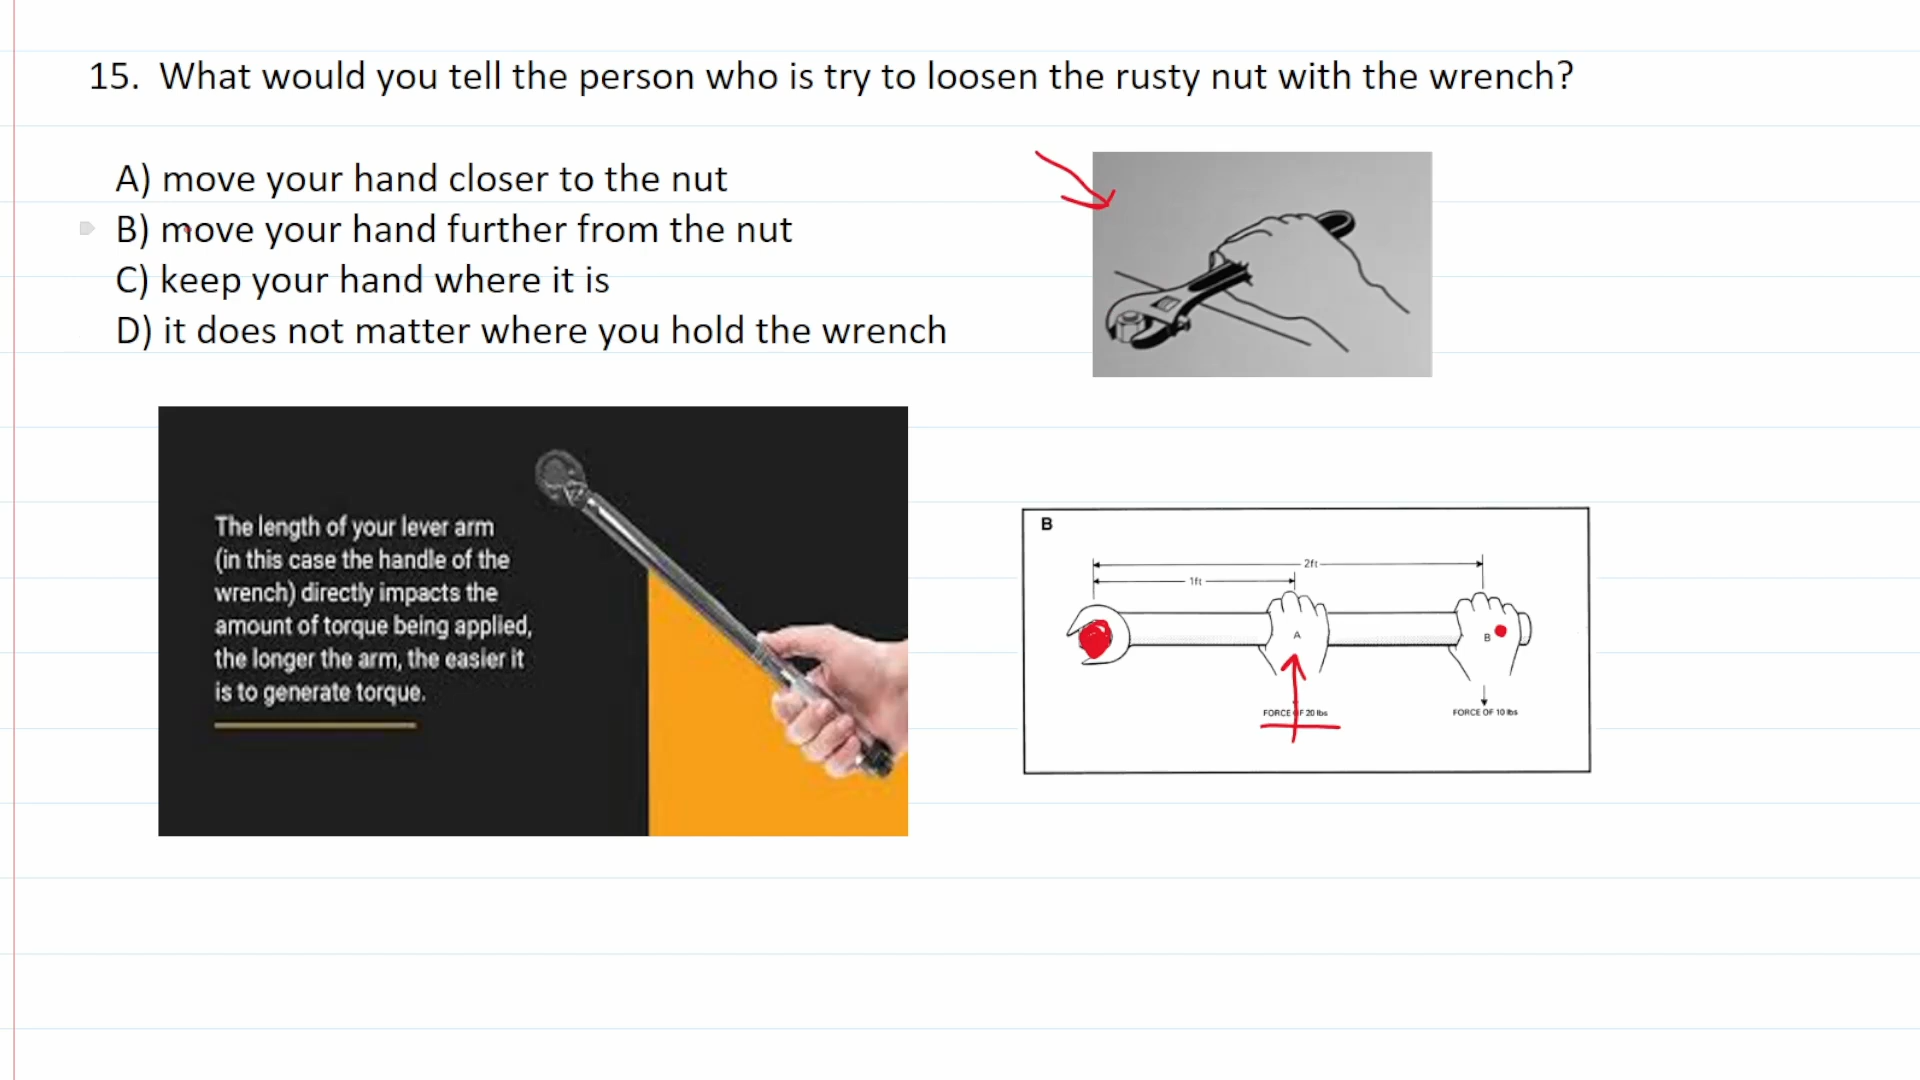 15. What would you tell the person who is try to loosen the rusty nut with the wrench?
A) move your hand closer to the nut
B) move your hand further from the nut
C) keep your hand where it is
D) it does not matter where you hold the wrench
The length of your lever arm
(in this case the handle of the
wrench) directly impacts the
amount of torque being applied,
the longer the arm, the easier it
is to generate torque.
B
2ft
1ft
A
B
FORCE OF 20 lbs
FORCE OF 10 lbs